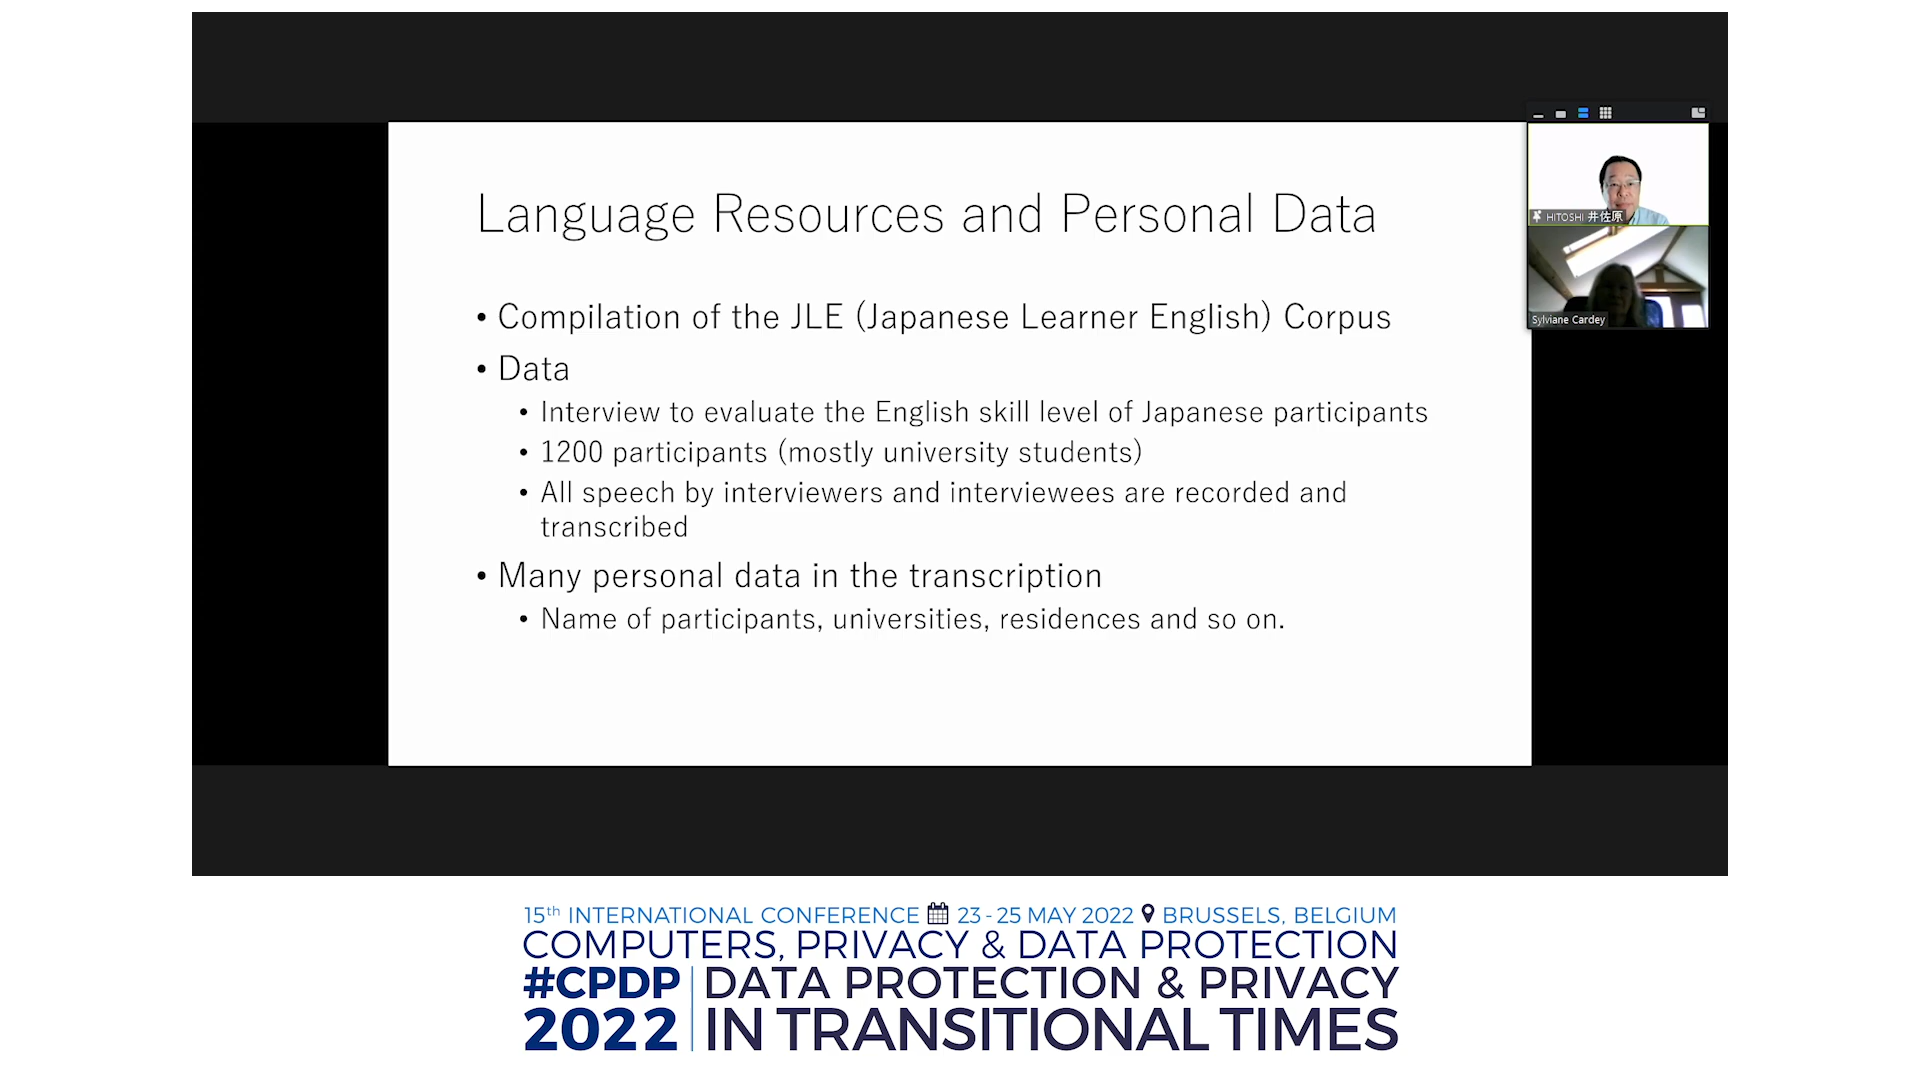 Language Resources and Personal Data
• Compilation of the JLE (Japanese Learner English) Corpus
• Data
• Interview to evaluate the English skill level of Japanese participants
• 1200 participants (mostly university students)
• All speech by interviewers and interviewees are recorded and
transcribed
• Many personal data in the transcription
• Name of participants, universities, residences and so on.
HITOSHI 井佐原
Sylviane Cardey
15th INTERNATIONAL CONFERENCE 23 - 25 MAY 2022 BRUSSELS, BELGIUM
COMPUTERS, PRIVACY & DATA PROTECTION
#CPDP DATA PROTECTION & PRIVACY
2022 IN TRANSITIONAL TIMES